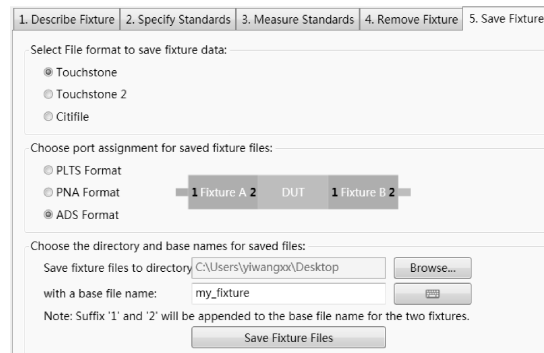 1. Describe Fixture 2. Specify Standards 3. Measure Standards 4. Remove Fixture 5. Save Fixture
Select File format to save fixture data:
Touchstone
Touchstone 2
Citifile
Choose port assignment for saved fixture files:
PLTS Format
PNA Format
1 Fixture A 2 DUT 1 Fixture B 2
ADS Format
Choose the directory and base names for saved files:
Save fixture files to directory C:\Users\yiwangxx\Desktop Browse...
with a base file name: my_fixture
Note: Suffix '1' and '2' will be appended to the base file name for the two fixtures.
Save Fixture Files